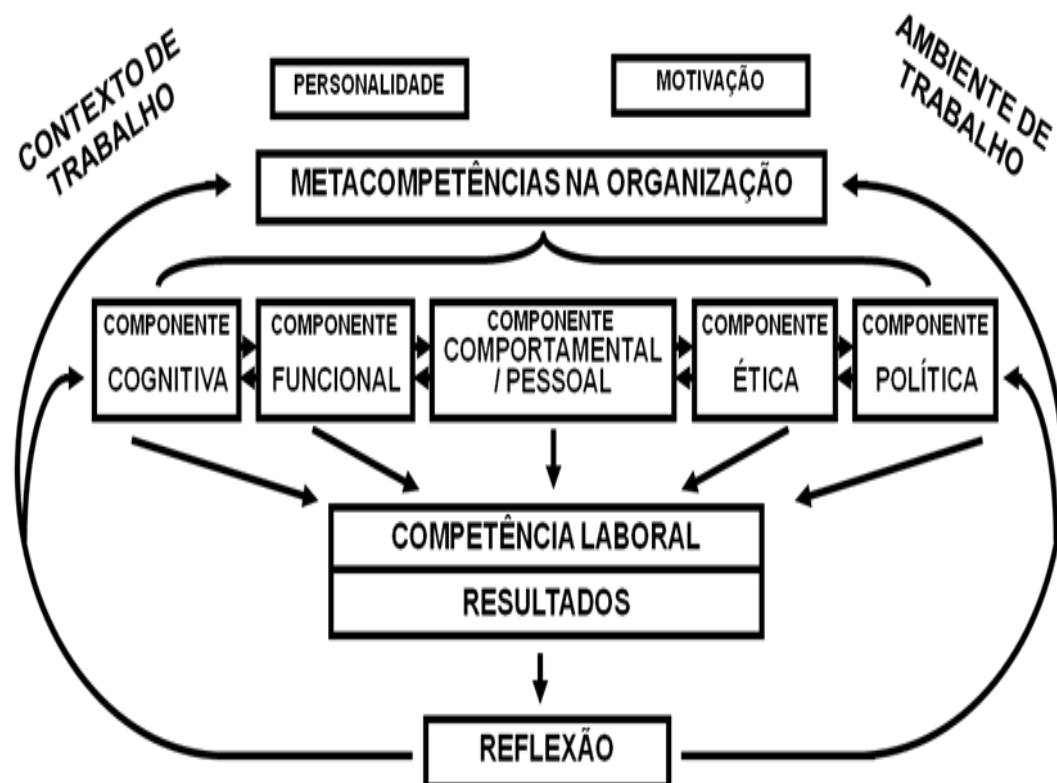 CONTEXTO DE
TRABALHO
PERSONALIDADE
MOTIVAÇÃO
AMBIENTE DE
TRABALHO
METACOMPETÊNCIAS NA ORGANIZAÇÃO
COMPONENTE
COGNITIVA
COMPONENTE
FUNCIONAL
COMPONENTE
COMPORTAMENTAL
/ PESSOAL
COMPONENTE
ÉTICA
COMPONENTE
POLÍTICA
COMPETÊNCIA LABORAL
RESULTADOS
REFLEXÃO